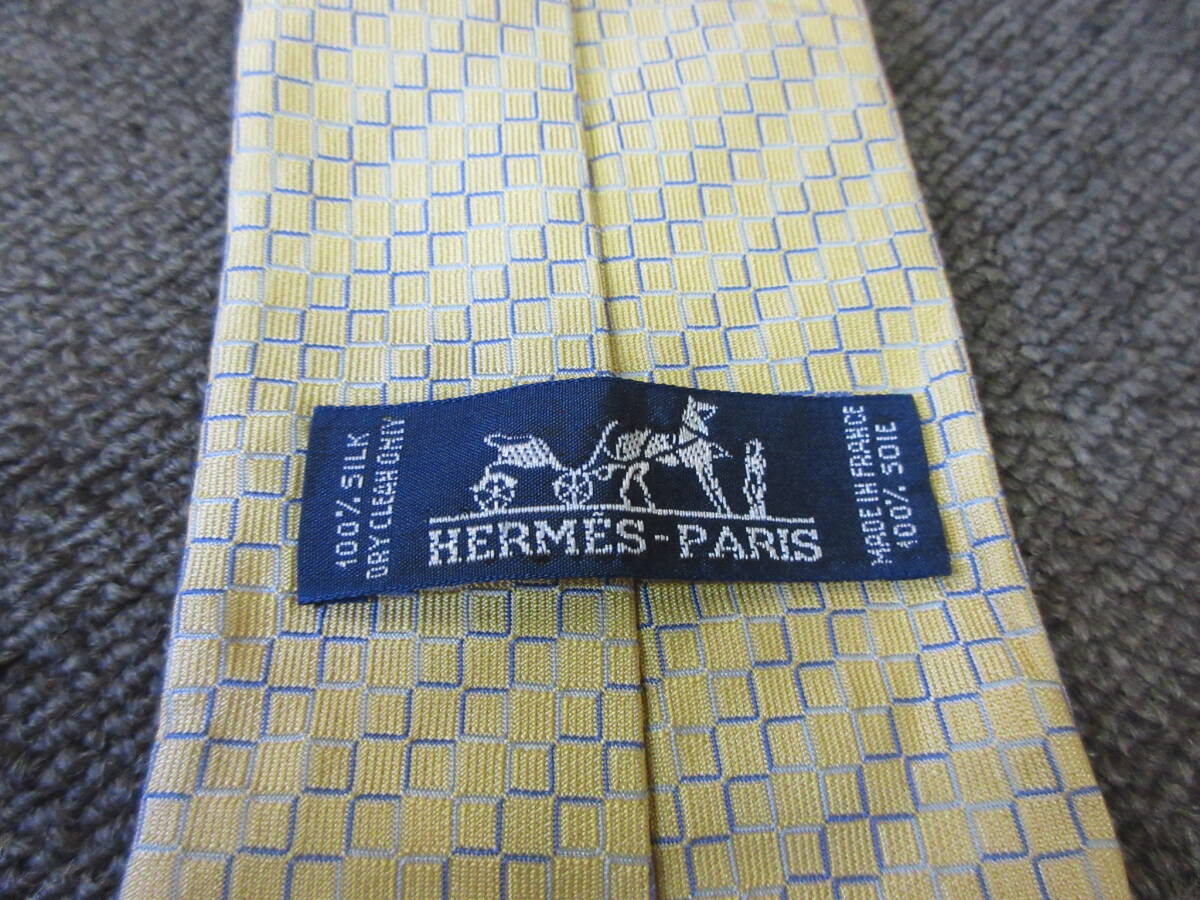 100% SILK
DRY CLEAN ONLY
HERMÈS-PARIS
MADE IN FRANCE
100% SOIE